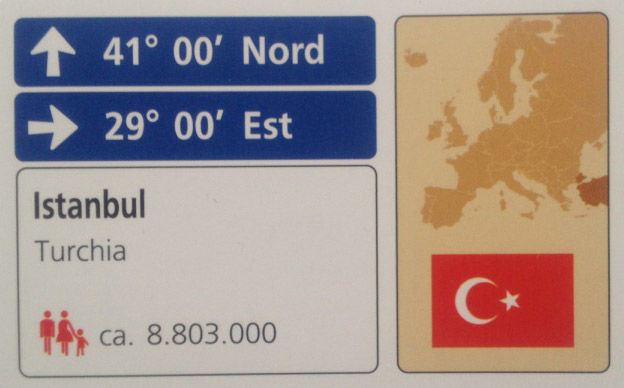 41° 00′ Nord
29° 00′ Est
Istanbul
Turchia
ca. 8.803.000